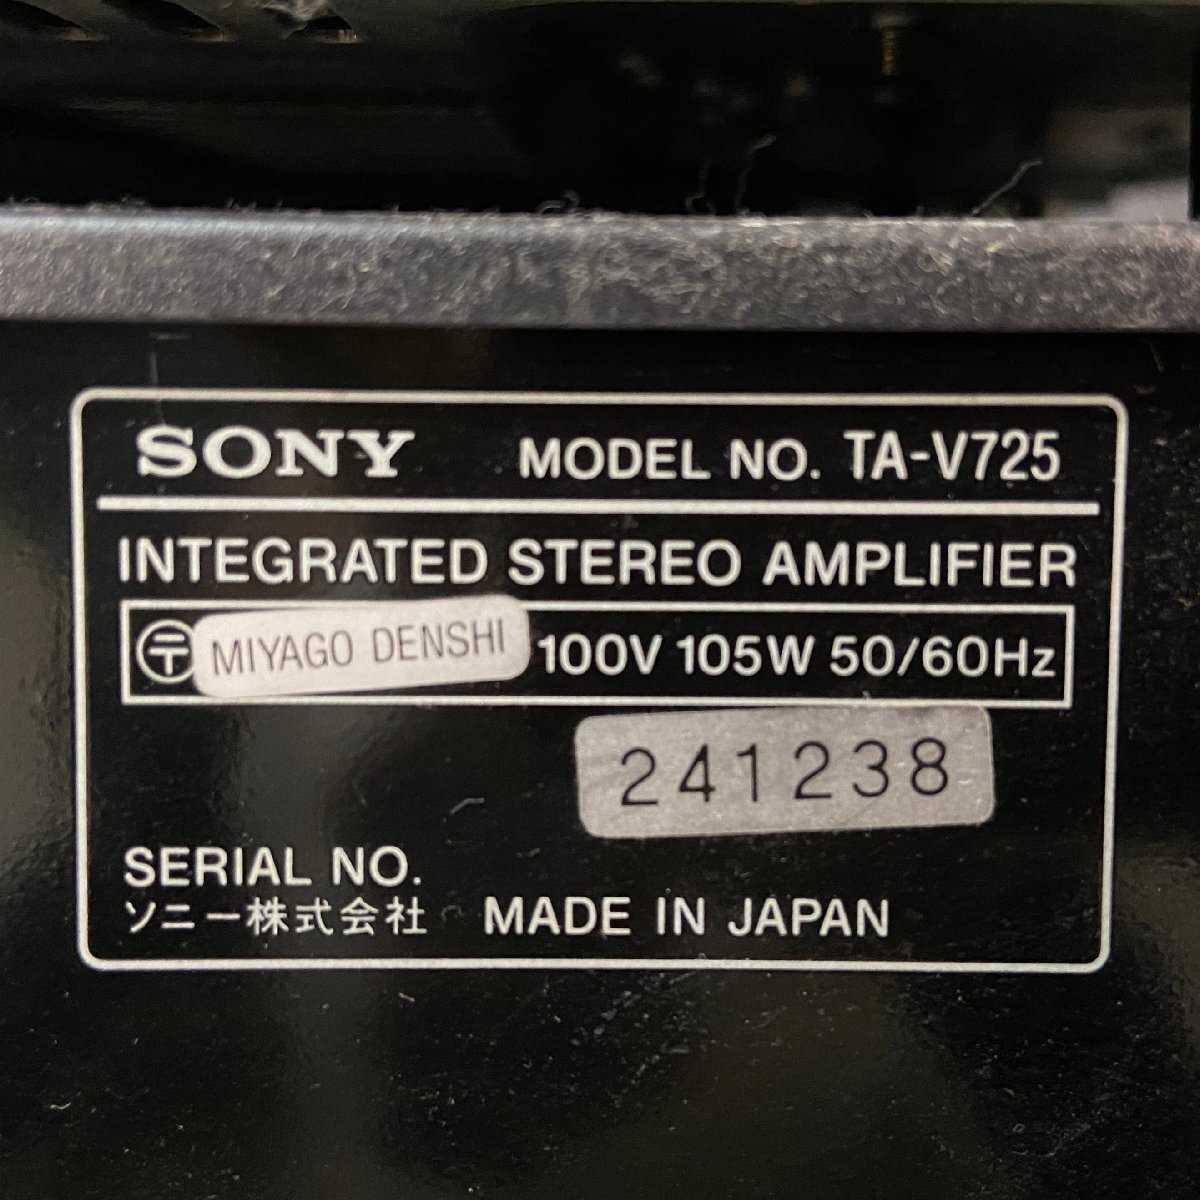 SONY MODEL NO. TA-V725
INTEGRATED STEREO AMPLIFIER
〶 MIYAGO DENSHI 100V 105W 50/60Hz
241238
SERIAL NO.
ソニー株式会社 MADE IN JAPAN